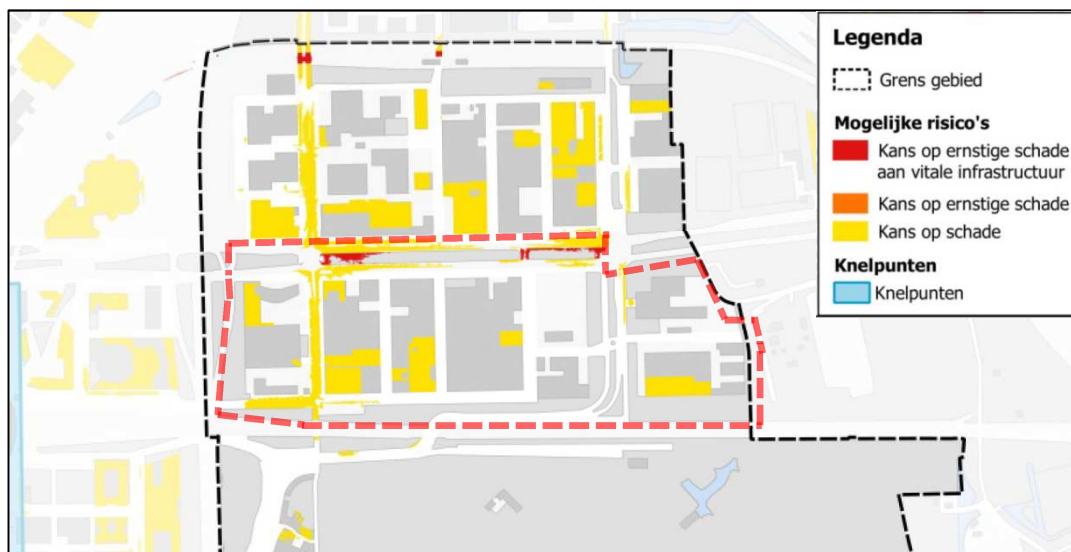 Legenda
Grens gebied
Mogelijke risico's
Kans op ernstige schade
aan vitale infrastructuur
Kans op ernstige schade
Kans op schade
Knelpunten
Knelpunten